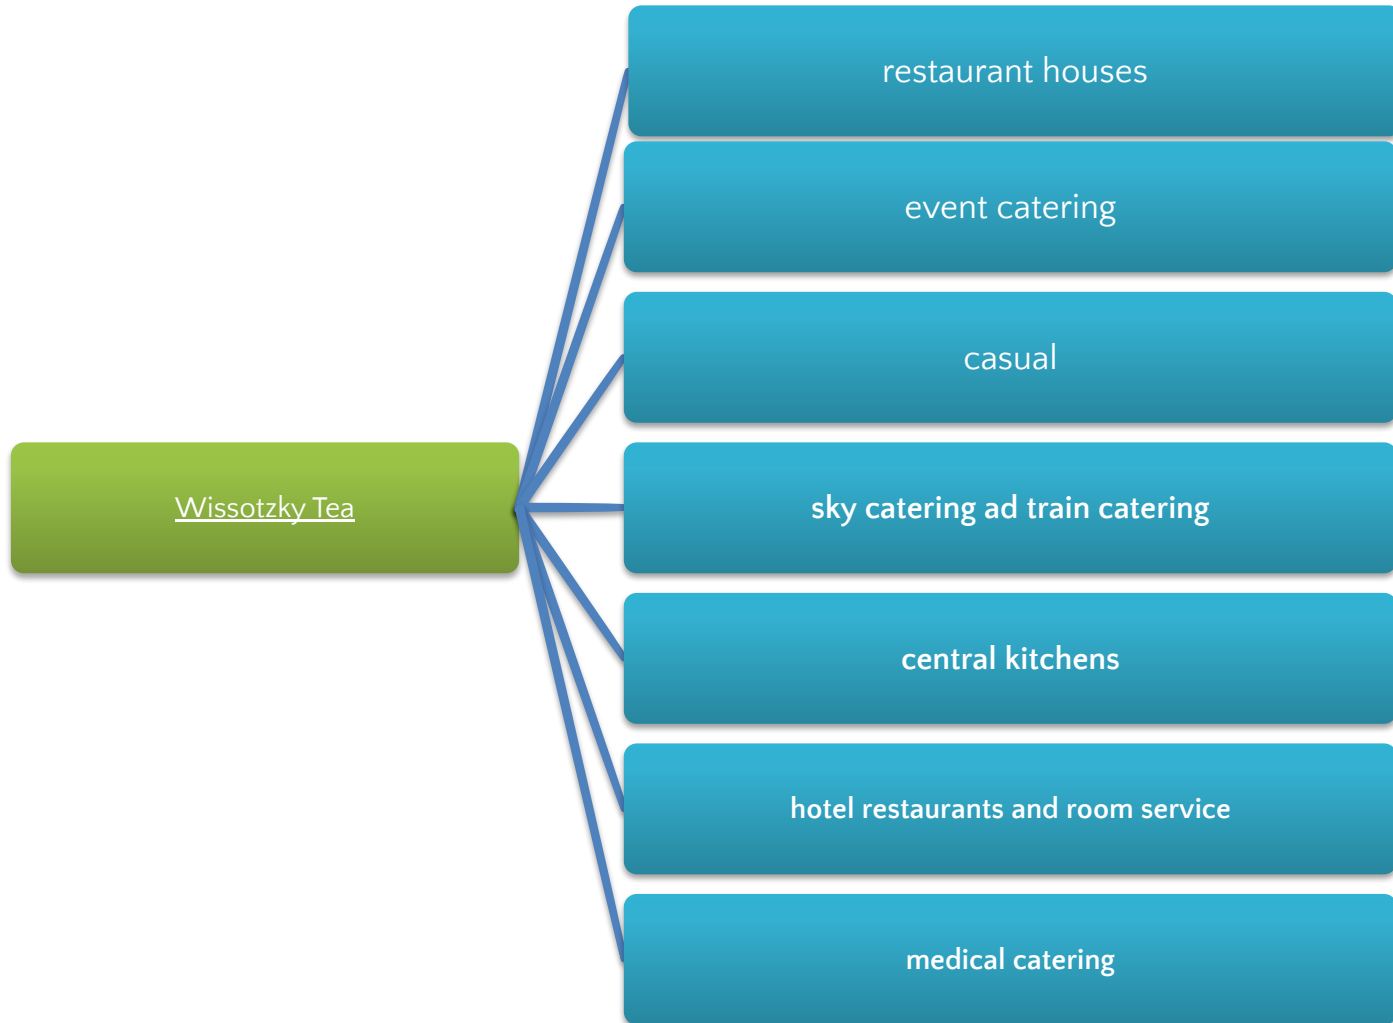 restaurant houses
event catering
casual
Wissotzky Tea
sky catering ad train catering
central kitchens
hotel restaurants and room service
medical catering